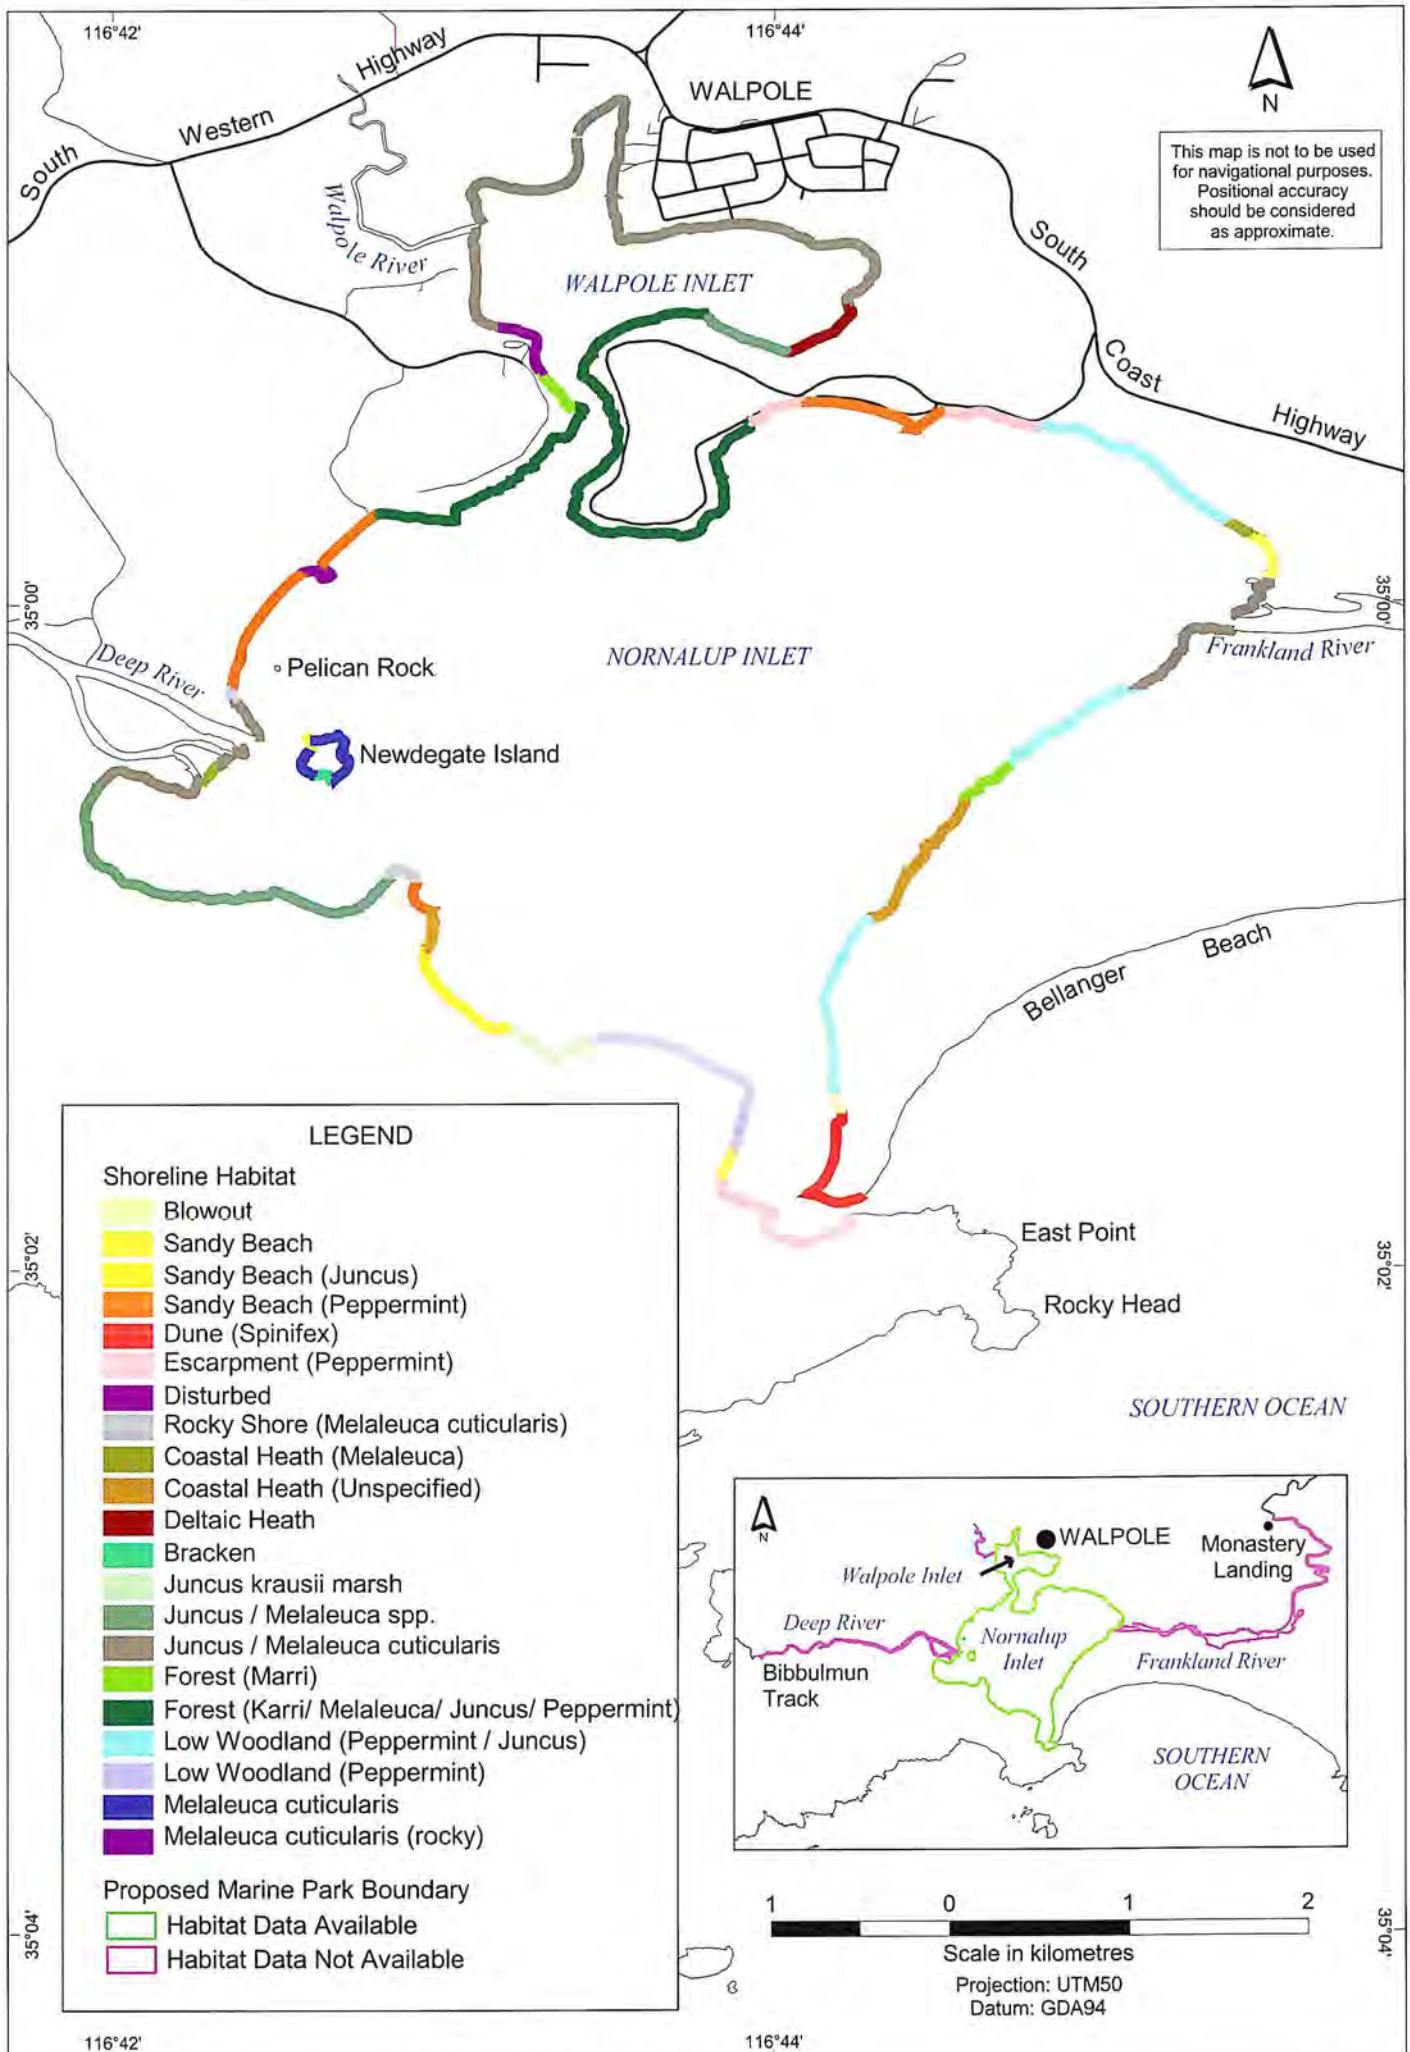 116°42'
116°44'
South
Western
Highway
WALPOLE
N
This map is not to be used
for navigational purposes.
Positional accuracy
should be considered
as approximate.
Walpole River
WALPOLE INLET
South
Coast
Highway
35°00'
35°00'
Deep River
Pelican Rock
NORNALUP INLET
Frankland River
Newdegate Island
Bellanger
Beach
East Point
Rocky Head
35°02'
35°02'
SOUTHERN OCEAN
LEGEND
Shoreline Habitat
Blowout
Sandy Beach
Sandy Beach (Juncus)
Sandy Beach (Peppermint)
Dune (Spinifex)
Escarpment (Peppermint)
Disturbed
Rocky Shore (Melaleuca cuticularis)
Coastal Heath (Melaleuca)
Coastal Heath (Unspecified)
Deltaic Heath
Bracken
Juncus krausii marsh
Juncus / Melaleuca spp.
Juncus / Melaleuca cuticularis
Forest (Marri)
Forest (Karri/ Melaleuca/ Juncus/ Peppermint)
Low Woodland (Peppermint / Juncus)
Low Woodland (Peppermint)
Melaleuca cuticularis
Melaleuca cuticularis (rocky)
Proposed Marine Park Boundary
Habitat Data Available
Habitat Data Not Available
N
WALPOLE
Monastery
Landing
Walpole Inlet
Deep River
Nornalup
Inlet
Bibbulmun
Track
Frankland River
SOUTHERN
OCEAN
1 0 1 2
Scale in kilometres
Projection: UTM50
Datum: GDA94
35°04'
35°04'
116°42'
116°44'